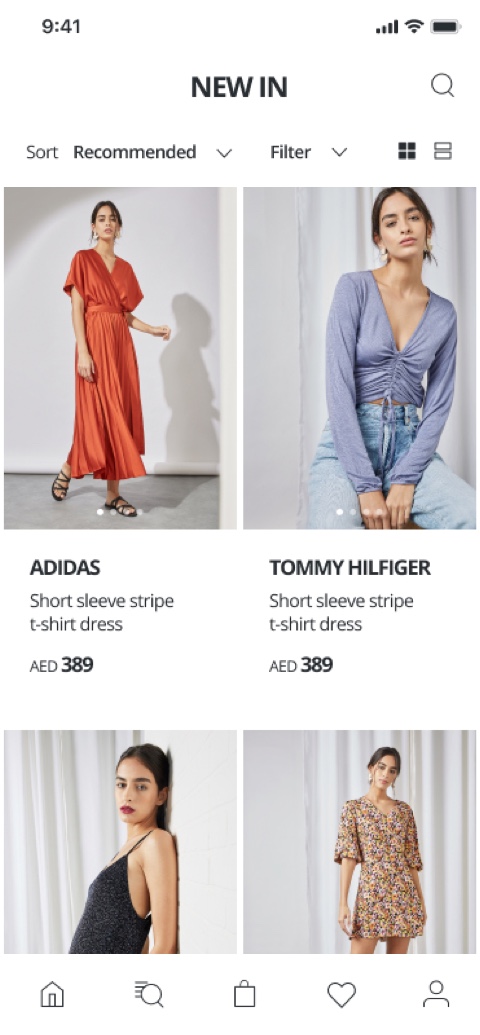 9:41
NEW IN
Sort Recommended Filter
ADIDAS
Short sleeve stripe
t-shirt dress
AED 389
TOMMY HILFIGER
Short sleeve stripe
t-shirt dress
AED 389